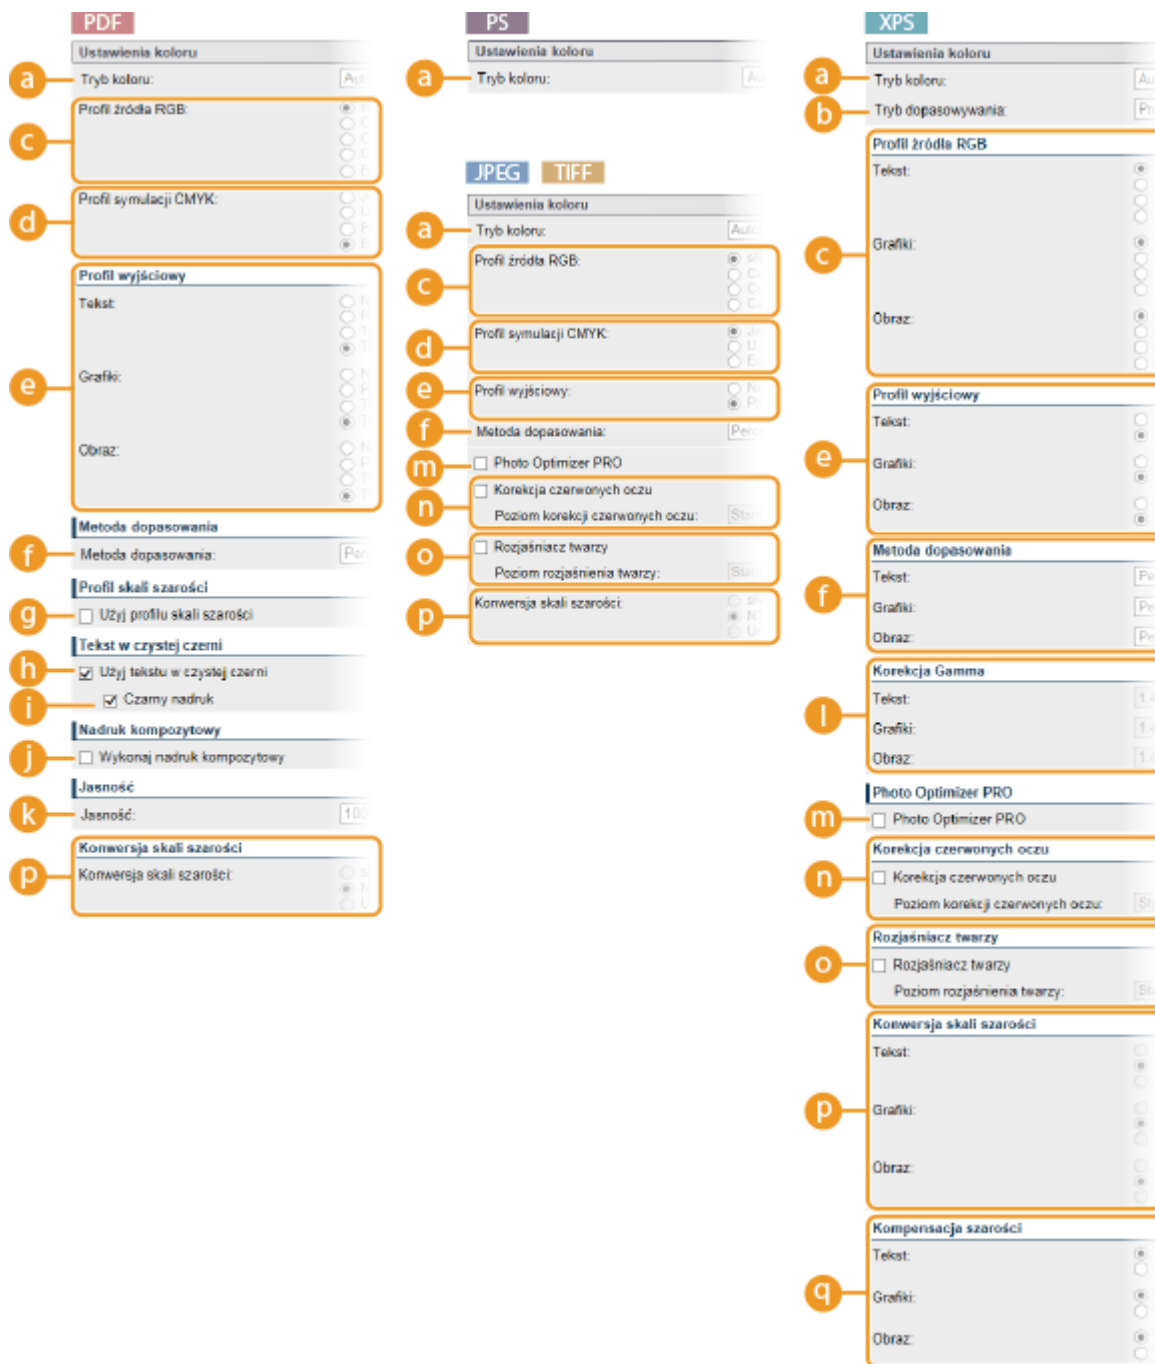 PDF
Ustawienia koloru
a
Tryb koloru:
c
Profil źródła RGB:
d
Profil symulacji CMYK:
Profil wyjściowy
Tekst:
e
Grafiki:
Obraz:
Metoda dopasowania
f
Metoda dopasowania:
Profil skali szarości
g
Użyj profilu skali szarości
Tekst w czystej czerni
h
Użyj tekstu w czystej czerni
i
Czarny nadruk
Nadruk kompozytowy
j
Wykonaj nadruk kompozytowy
Jasność
k
Jasność:
Konwersja skali szarości
p
Konwersja skali szarości:
PS
Ustawienia koloru
a
Tryb koloru:
JPEG TIFF
Ustawienia koloru
a
Tryb koloru:
c
Profil źródła RGB:
d
Profil symulacji CMYK:
e
Profil wyjściowy:
f
Metoda dopasowania:
m
Photo Optimizer PRO
n
Korekcja czerwonych oczu
Poziom korekcji czerwonych oczu:
o
Rozjaśniacz twarzy
Poziom rozjaśnienia twarzy:
p
Konwersja skali szarości:
XPS
Ustawienia koloru
a
Tryb koloru:
b
Tryb dopasowywania:
Profil źródła RGB
Tekst:
c
Grafiki:
Obraz:
Profil wyjściowy
Tekst:
e
Grafiki:
Obraz:
Metoda dopasowania
Tekst:
f
Grafiki:
Obraz:
Korekcja Gamma
Tekst:
l
Grafiki:
Obraz:
Photo Optimizer PRO
m
Photo Optimizer PRO
Korekcja czerwonych oczu
n
Korekcja czerwonych oczu
Poziom korekcji czerwonych oczu:
Rozjaśniacz twarzy
o
Rozjaśniacz twarzy
Poziom rozjaśnienia twarzy:
Konwersja skali szarości
Tekst:
p
Grafiki:
Obraz:
Kompensacja szarości
Tekst:
q
Grafiki:
Obraz: